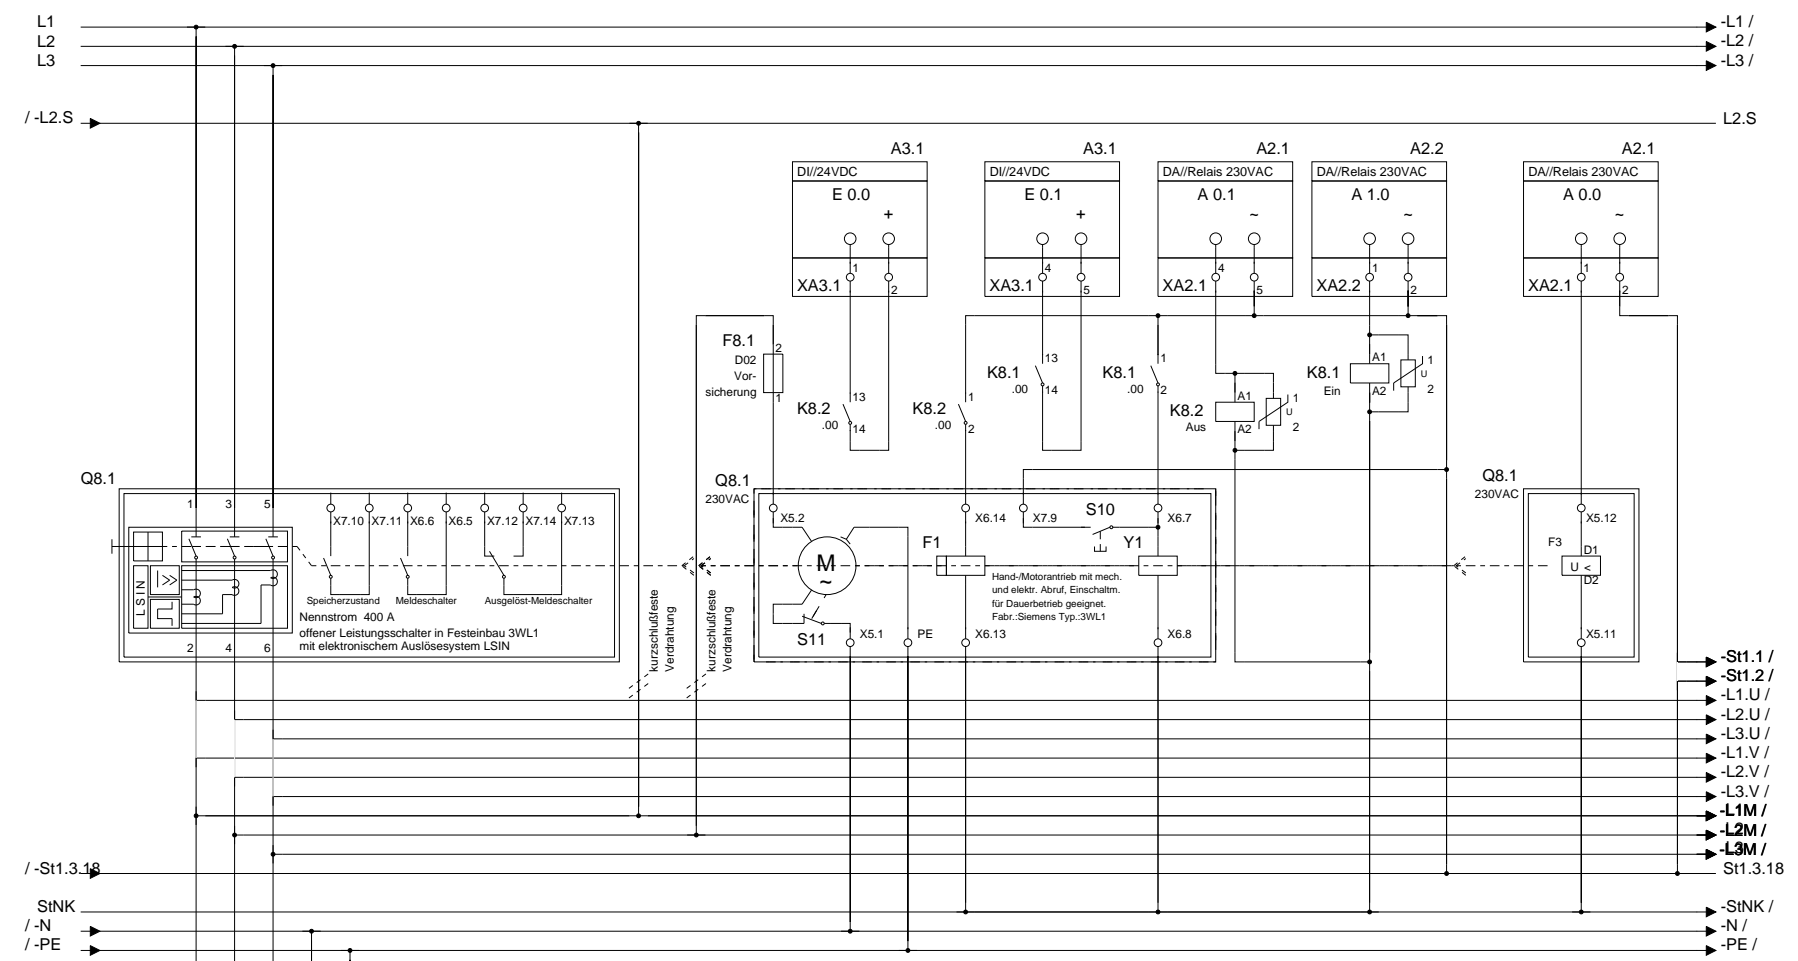 L1
-L1 /
L2
-L2 /
L3
-L3 /
/ -L2.S
L2.S
A3.1
A3.1
A2.1
A2.2
A2.1
DI//24VDC
DI//24VDC
DA//Relais 230VAC
DA//Relais 230VAC
DA//Relais 230VAC
E 0.0
E 0.1
A 0.1
A 1.0
A 0.0
+
+
~
~
~
1
4
4
1
1
XA3.1
2
XA3.1
5
XA2.1
5
XA2.2
2
XA2.1
2
F8.1
2
D02
Vor-
sicherung
1
K8.2
.00
13
14
K8.2
.00
1
2
K8.1
.00
13
14
K8.1
.00
1
2
K8.2
Aus
A1
A2
1
U
2
K8.1
Ein
A1
A2
1
U
2
Q8.1
1
3
5
X7.10
X7.11
X6.6
X6.5
X7.12
X7.14
X7.13
LSIN
Speicherzustand
Meldeschalter
Ausgelöst-Meldeschalter
Nennstrom 400 A
offener Leistungsschalter in Festeinbau 3WL1
mit elektronischem Auslösesystem LSIN
2
4
6
kurzschlußfeste
Verdrahtung
kurzschlußfeste
Verdrahtung
Q8.1
230VAC
X5.2
X6.14
X7.9
S10
X6.7
M
~
F1
Y1
Hand-/Motorantrieb mit mech.
und elektr. Abruf, Einschaltm.
für Dauerbetrieb geeignet.
Fabr.:Siemens Typ.:3WL1
S11
X5.1
PE
X6.13
X6.8
Q8.1
230VAC
X5.12
F3
D1
U <
D2
X5.11
-St1.1 /
-St1.2 /
-L1.U /
-L2.U /
-L3.U /
-L1.V /
-L2.V /
-L3.V /
-L1M /
-L2M /
-L3M /
/ -St1.3.18
St1.3.18
StNK
-StNK /
/ -N
-N /
/ -PE
-PE /